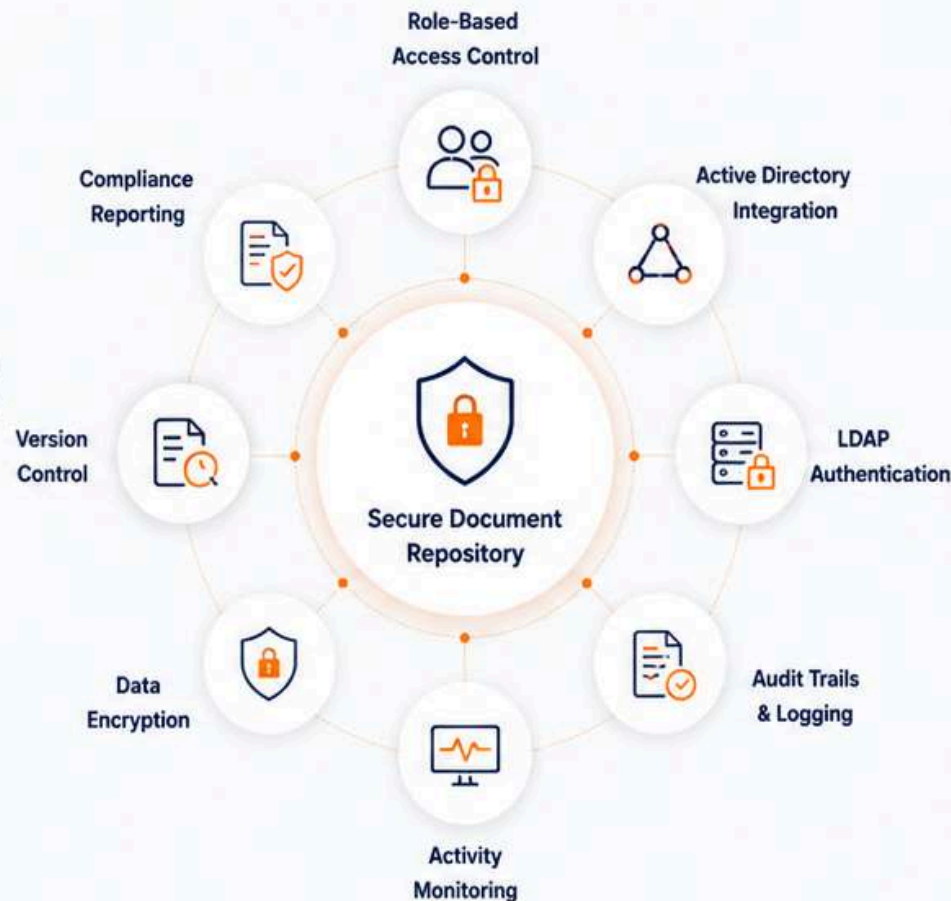 Role-Based
Access Control
Compliance
Reporting
Active Directory
Integration
Version
Control
Secure Document
Repository
LDAP
Authentication
Data
Encryption
Audit Trails
& Logging
Activity
Monitoring